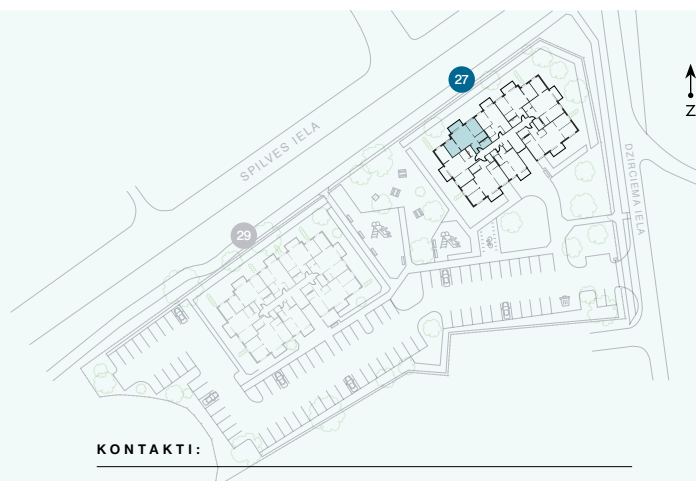 27
Z
SPILVES IELA
DZIRCIEMA IELA
29
KONTAKTI: